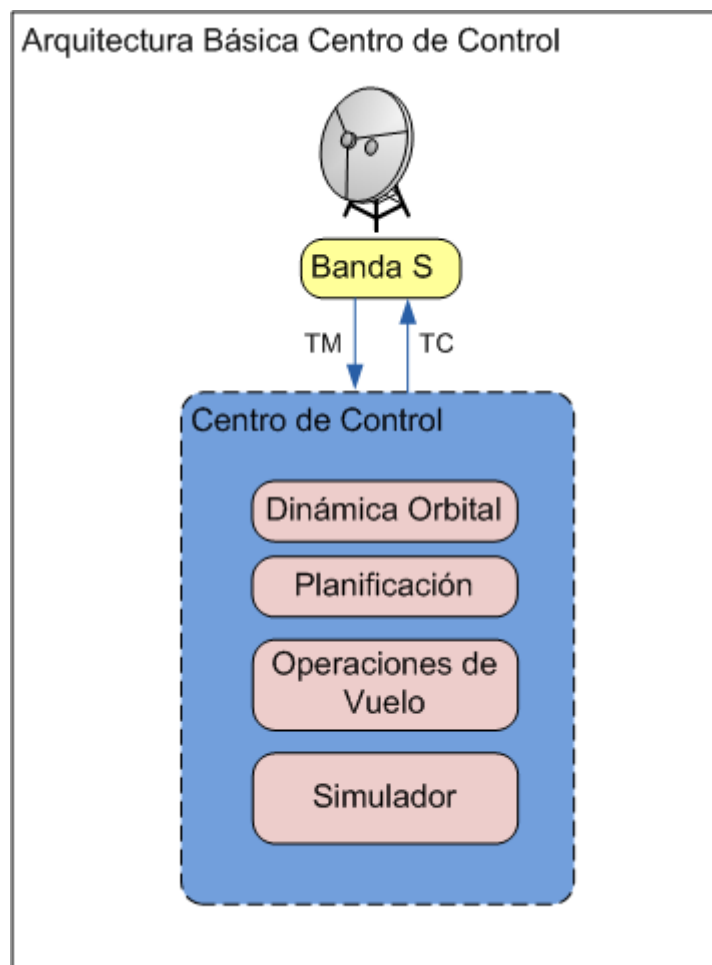 Arquitectura Básica Centro de Control
Banda S
TM
TC
Centro de Control
Dinámica Orbital
Planificación
Operaciones de
Vuelo
Simulador